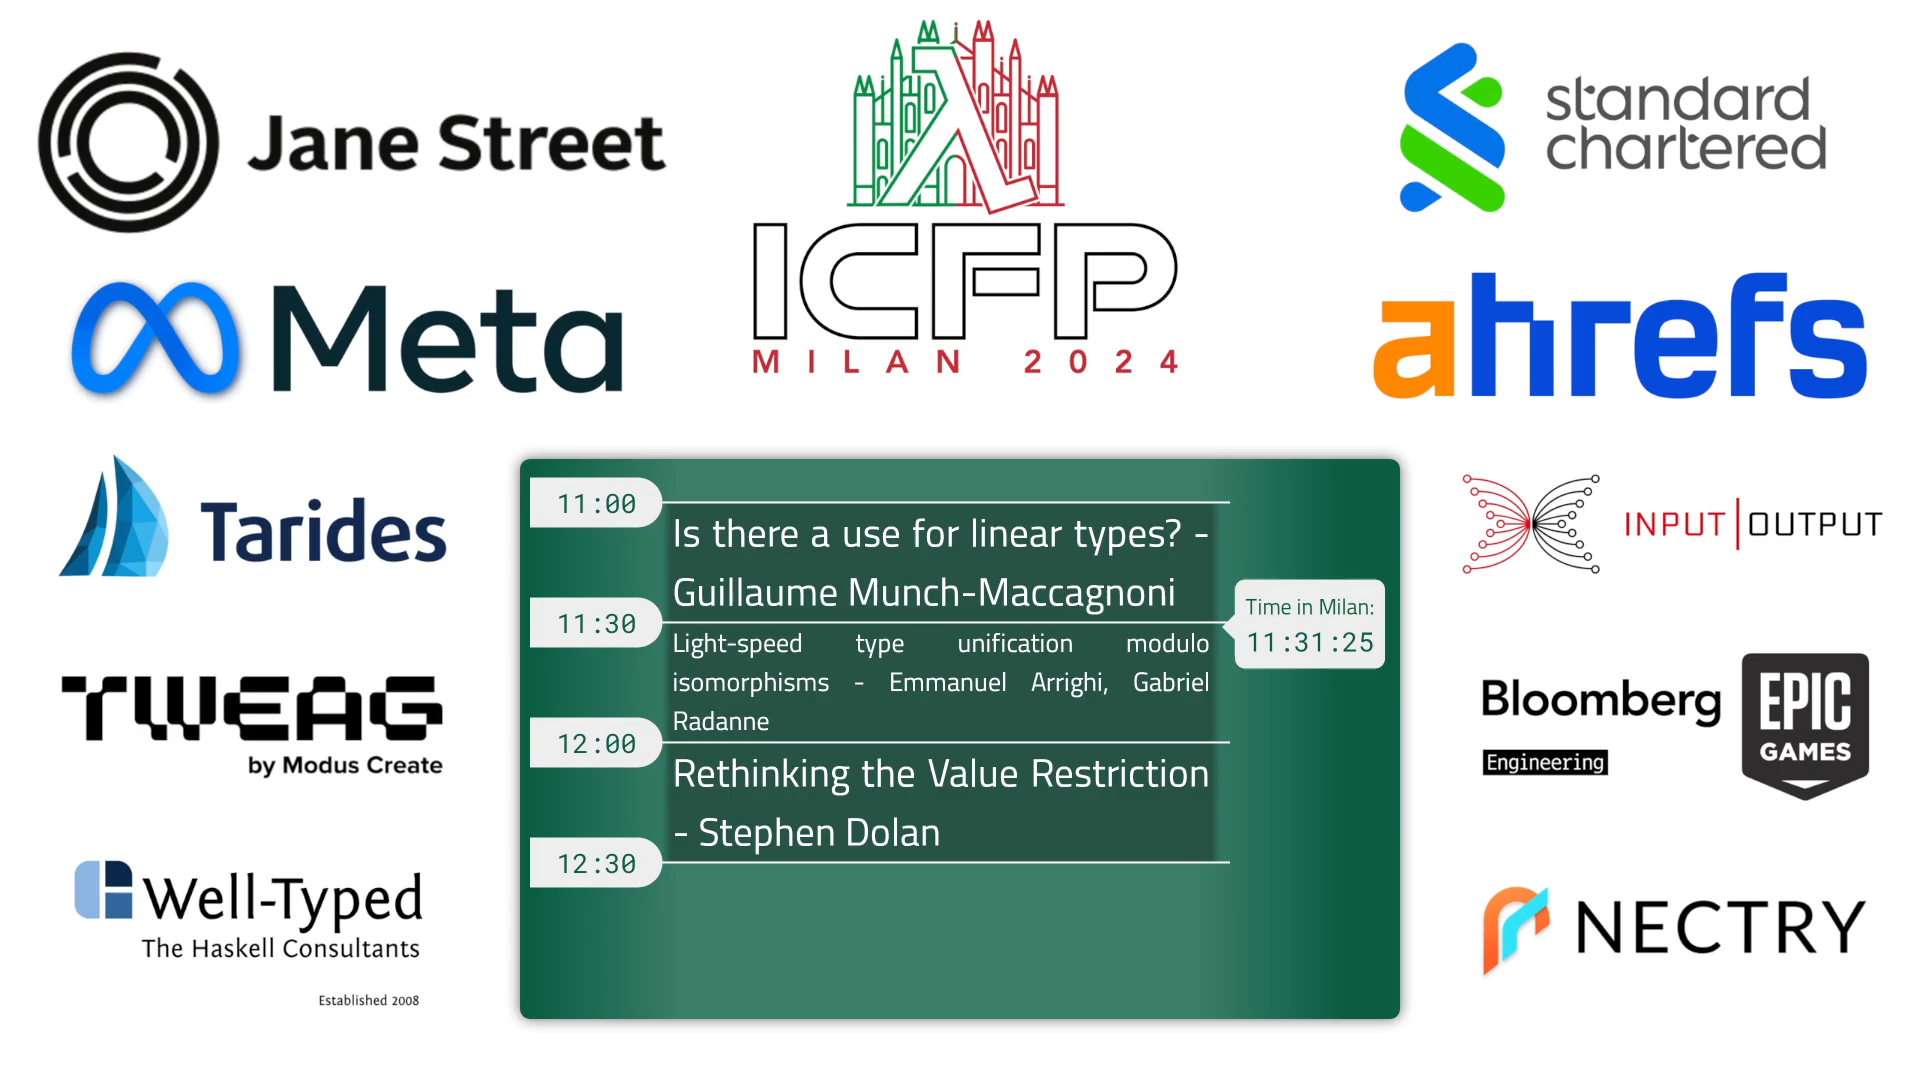 Jane Street
ICFP
MILAN 2024
standard
chartered
Meta
ahrefs
Tarides
INPUT|OUTPUT
TWEAG
by Modus Create
Bloomberg
Engineering
EPIC
GAMES
Well-Typed
The Haskell Consultants
Established 2008
NECTRY
11:00
Is there a use for linear types? -
Guillaume Munch-Maccagnoni
11:30
Light-speed type unification modulo
isomorphisms - Emmanuel Arrighi, Gabriel
Radanne
12:00
Rethinking the Value Restriction
- Stephen Dolan
12:30
Time in Milan:
11:31:25